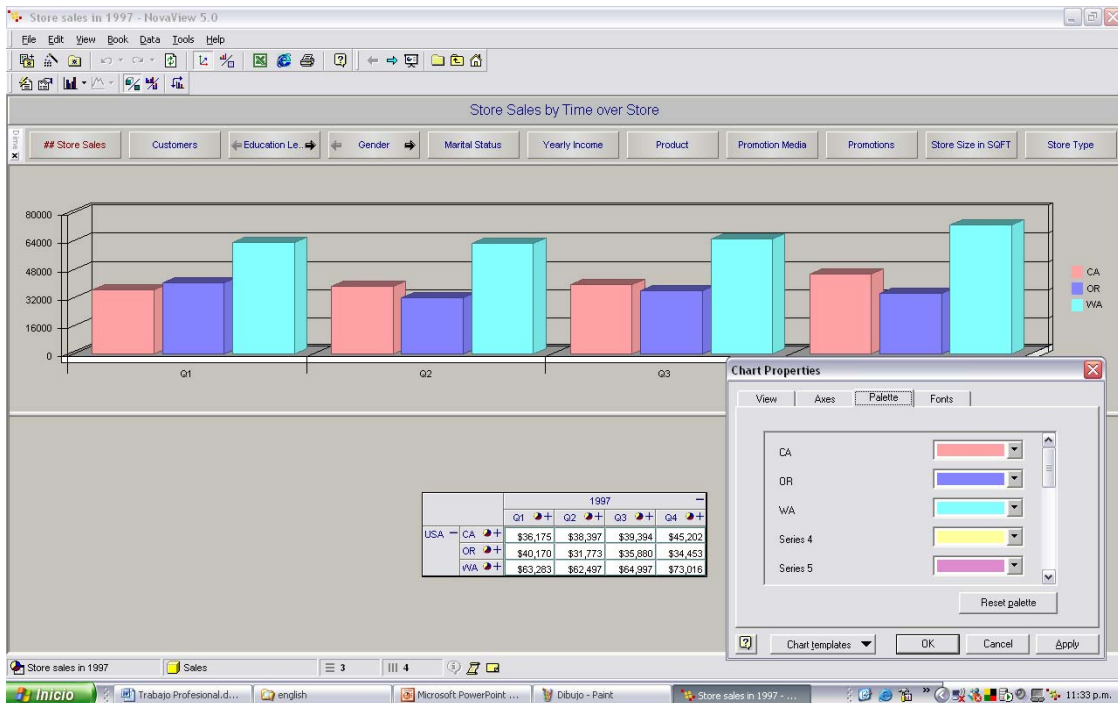 Store sales in 1997 - NovaView 5.0
File Edit View Book Data Tools Help
Store Sales by Time over Store
## Store Sales Customers Education Le.. Gender Marital Status Yearly Income Product Promotion Media Promotions Store Size in SQFT Store Type
80000
64000
48000
32000
16000
0
Q1 Q2 Q3
CA
OR
WA
Chart Properties
View Axes Palette Fonts
CA
OR
WA
Series 4
Series 5
Reset palette
Chart templates OK Cancel Apply
1997
Q1 Q2 Q3 Q4
USA CA $36,175 $38,397 $39,394 $45,202
OR $40,170 $31,773 $35,880 $34,453
WA $63,283 $62,497 $64,997 $73,016
Store sales in 1997 Sales 3 4
Inicio Trabajo Profesional.d... english Microsoft PowerPoint ... Dibujo - Paint Store sales in 1997 - ... 11:33 p.m.